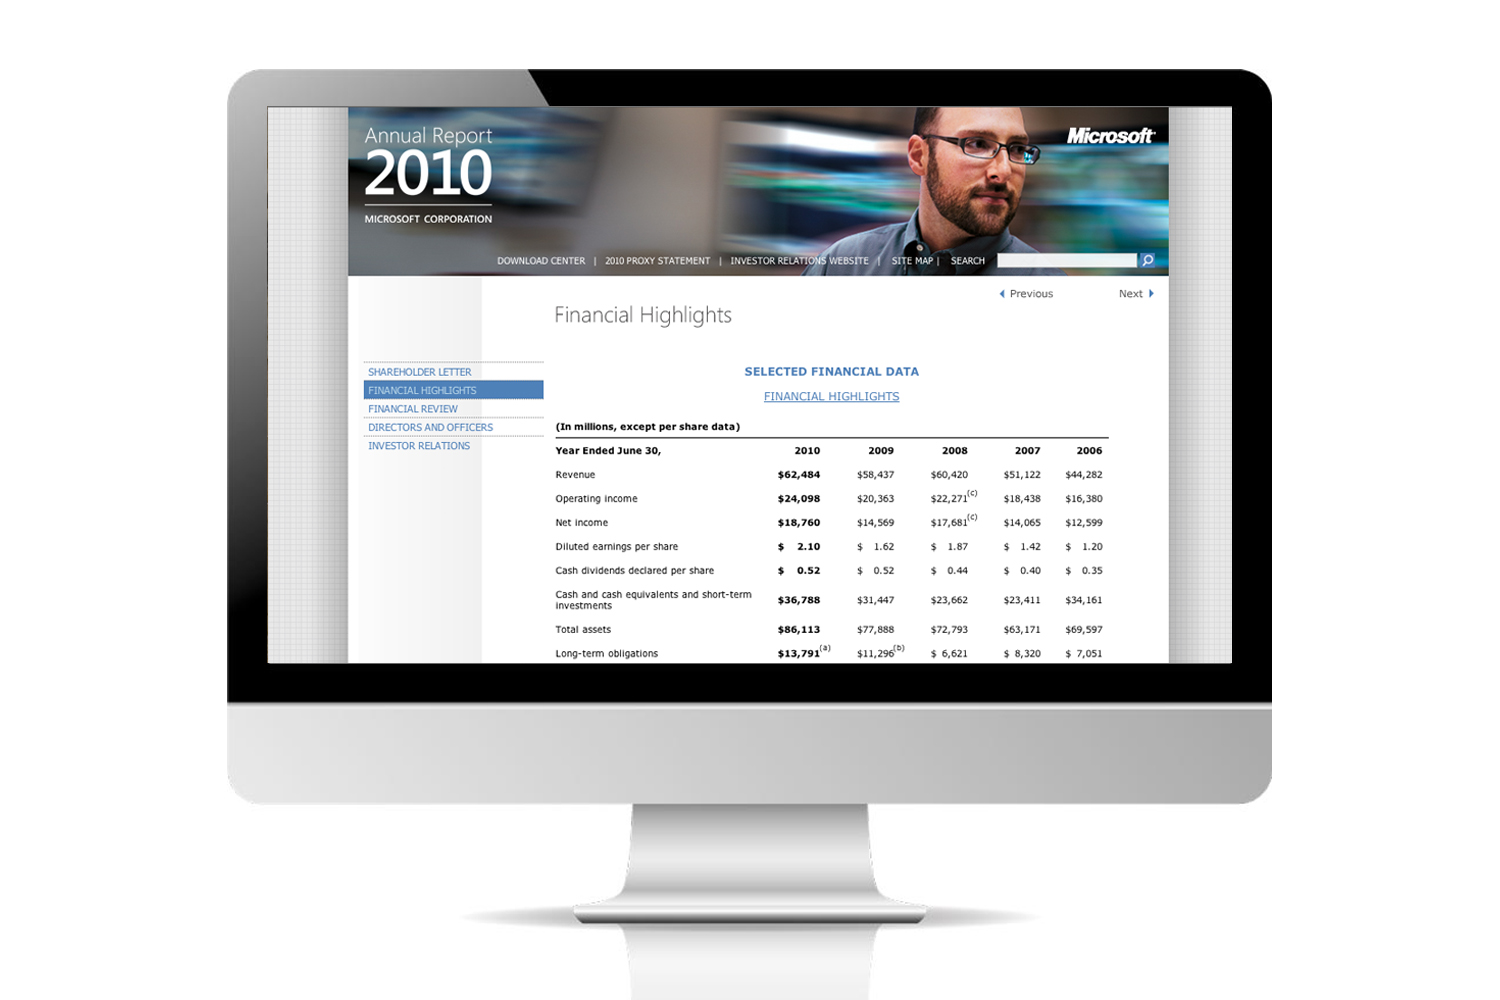 Annual Report
2010
MICROSOFT CORPORATION
Microsoft
DOWNLOAD CENTER | 2010 PROXY STATEMENT | INVESTOR RELATIONS WEBSITE | SITE MAP | SEARCH
Previous Next
Financial Highlights
SHAREHOLDER LETTER
FINANCIAL HIGHLIGHTS
FINANCIAL REVIEW
DIRECTORS AND OFFICERS
INVESTOR RELATIONS
SELECTED FINANCIAL DATA
FINANCIAL HIGHLIGHTS
(In millions, except per share data)
Year Ended June 30, 2010 2009 2008 2007 2006
Revenue $62,484 $58,437 $60,420 $51,122 $44,282
Operating income $24,098 $20,363 $22,271(c) $18,438 $16,380
Net income $18,760 $14,569 $17,681(c) $14,065 $12,599
Diluted earnings per share $ 2.10 $ 1.62 $ 1.87 $ 1.42 $ 1.20
Cash dividends declared per share $ 0.52 $ 0.52 $ 0.44 $ 0.40 $ 0.35
Cash and cash equivalents and short-term
investments $36,788 $31,447 $23,662 $23,411 $34,161
Total assets $86,113 $77,888 $72,793 $63,171 $69,597
Long-term obligations $13,791(a) $11,296(b) $ 6,621 $ 8,320 $ 7,051